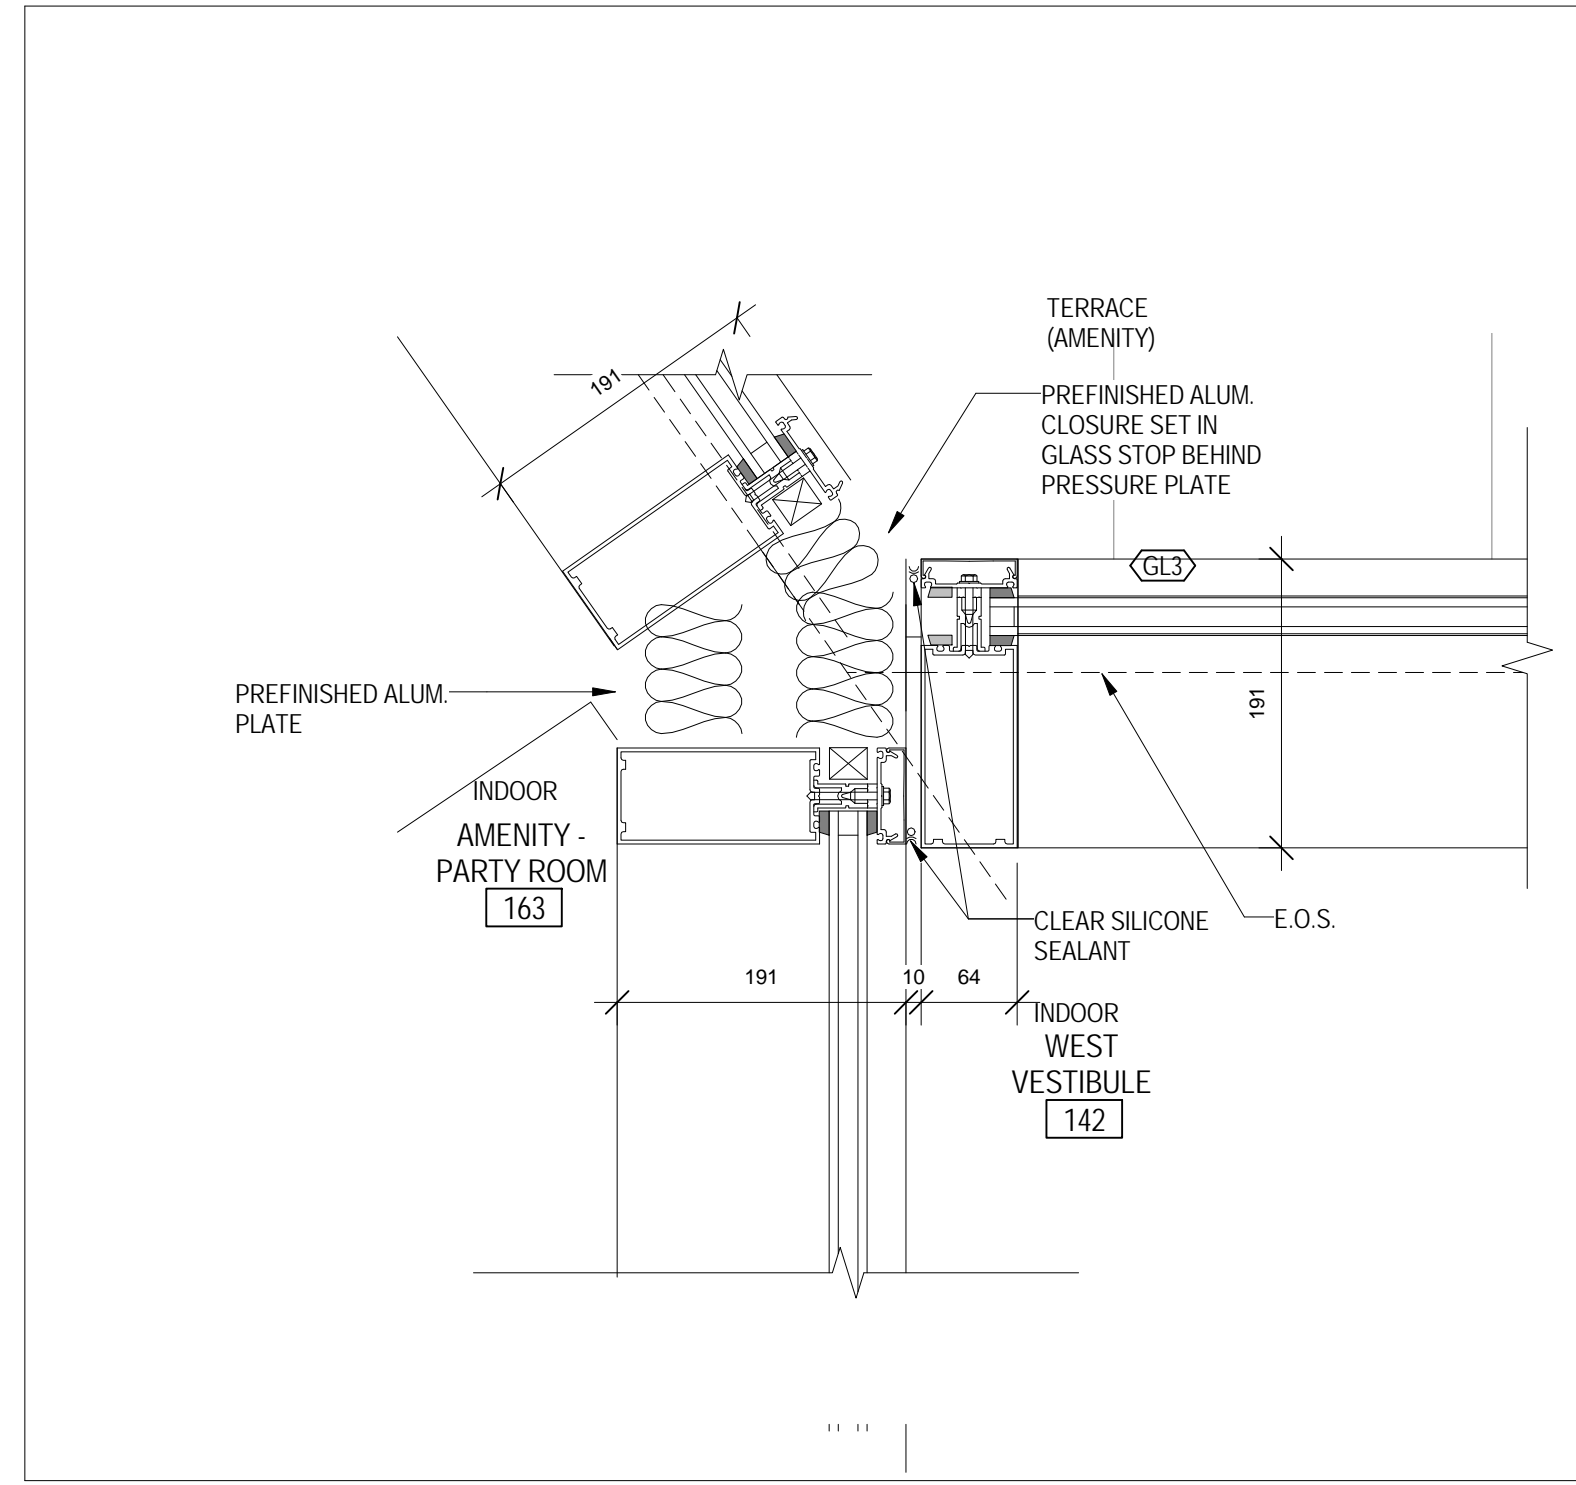 TERRACE
(AMENITY)
191
PREFINISHED ALUM.
CLOSURE SET IN
GLASS STOP BEHIND
PRESSURE PLATE
GL3
PREFINISHED ALUM.
PLATE
191
INDOOR
AMENITY -
PARTY ROOM
163
CLEAR SILICONE
SEALANT
E.O.S.
191
10
64
INDOOR
WEST
VESTIBULE
142